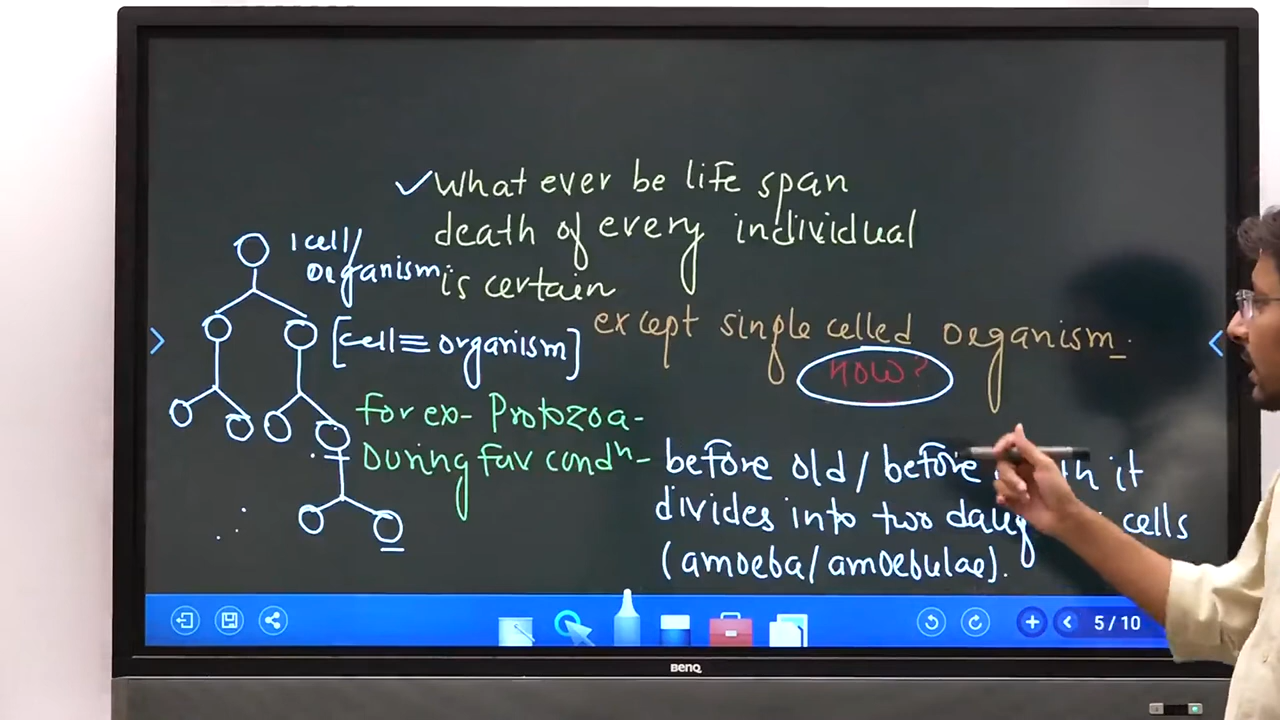 ✓What ever be life span
death of every individual
is certain
except single celled organism.
HOW?
1 cell/
organism
[cell≡organism]
for ex- Protozoa-
During fav condⁿ-
before old / before it
divides into two cells
(amoeba/amoebulae).
5/10
BenQ